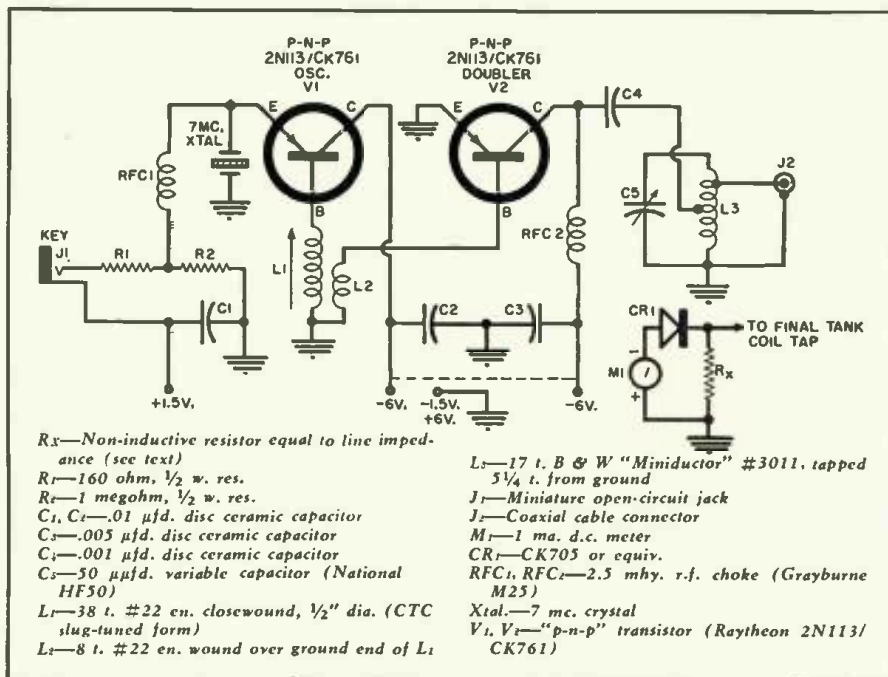 P-N-P
2N113/CK761
OSC.
V1
P-N-P
2N113/CK761
DOUBLER
V2
E
C
E
C
C4
7MC.
XTAL
RFC1
J2
C5
L3
B
B
RFC 2
KEY
J1
R1
R2
L1
L2
C1
C2
C3
CR1
TO FINAL TANK
COIL TAP
M1
Rx
-
+
+1.5V.
-6V.
-1.5V.
+6V.
-6V.
Rx—Non-inductive resistor equal to line imped-
ance (see text)
R1—160 ohm, ½ w. res.
R2—1 megohm, ½ w. res.
C1, C2—.01 µfd. disc ceramic capacitor
C3—.005 µfd. disc ceramic capacitor
C4—.001 µfd. disc ceramic capacitor
C5—50 µµfd. variable capacitor (National
HF50)
L1—38 t. #22 en. closewound, ½" dia. (CTC
slug-tuned form)
L2—8 t. #22 en. wound over ground end of L1
L3—17 t. B & W "Miniductor" #3011, tapped
5¼ t. from ground
J1—Miniature open-circuit jack
J2—Coaxial cable connector
M1—1 ma. d.c. meter
CR1—CK705 or equiv.
RFC1, RFC2—2.5 mhy. r.f. choke (Grayburne
M25)
Xtal.—7 mc. crystal
V1, V2—"p-n-p" transistor (Raytheon 2N113/
CK761)